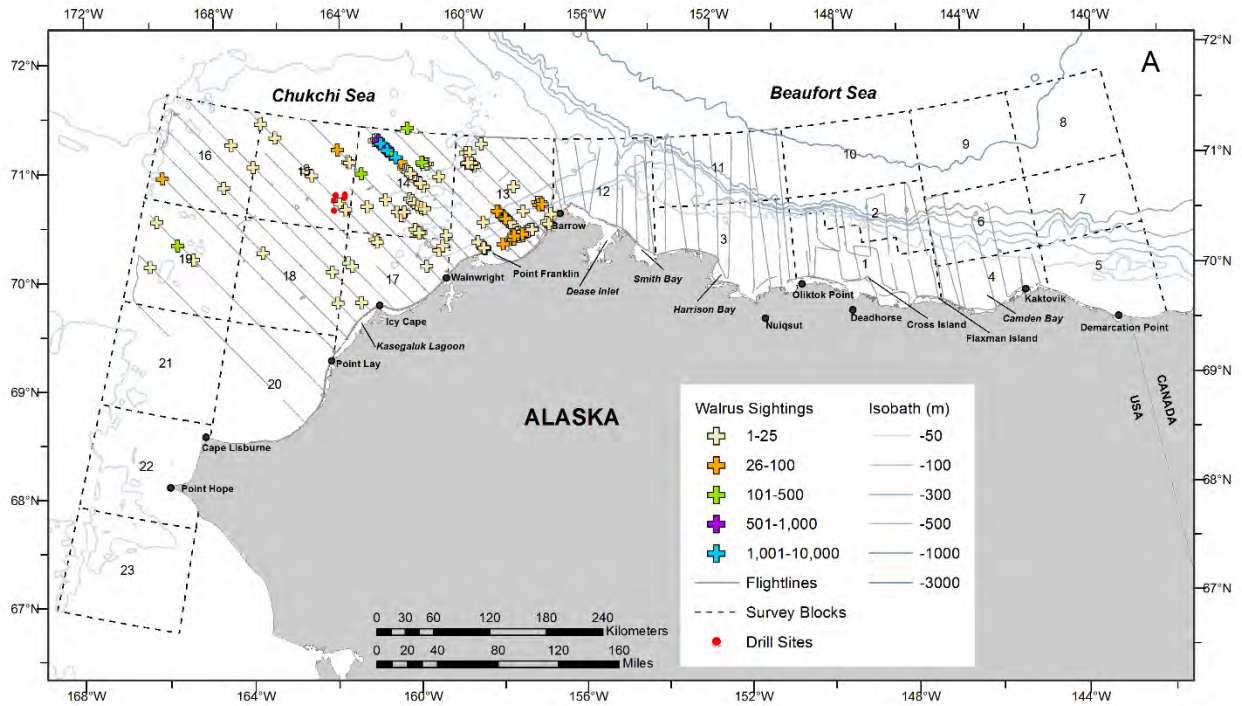 172°W 168°W 164°W 160°W 156°W 152°W 148°W 144°W 140°W
72°N 72°N
A
Chukchi Sea
Beaufort Sea
8
9
16
71°N 71°N
11
10
15
14
13
12
7
2
6
Barrow
3
19
18
17
1
5
Point Franklin
Smith Bay
4
Wainwright
Dease Inlet
70°N 70°N
Harrison Bay
Oliktok Point
Kaktovik
Icy Cape
Nuiqsut
Deadhorse
Cross Island
Camden Bay
Demarcation Point
Kasegaluk Lagoon
Flaxman Island
21
Point Lay
20
69°N 69°N
CANADA
USA
ALASKA
Cape Lisburne
22
Point Hope
68°N 68°N
23
67°N 67°N
Walrus Sightings
1-25
26-100
101-500
501-1,000
1,001-10,000
Flightlines
Survey Blocks
Drill Sites
Isobath (m)
-50
-100
-300
-500
-1000
-3000
0 30 60 120 180 240
Kilometers
0 20 40 80 120 160
Miles
168°W 164°W 160°W 156°W 152°W 148°W 144°W